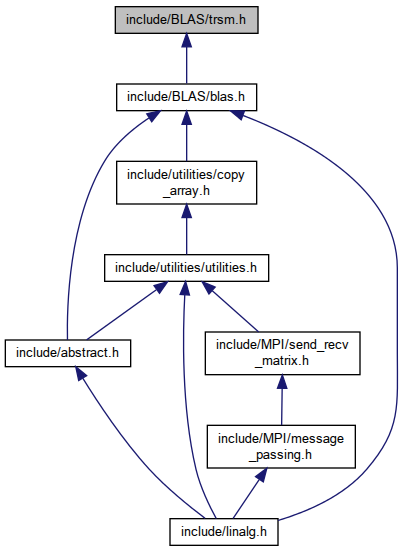 include/BLAS/trsm.h
include/BLAS/blas.h
include/utilities/copy
_array.h
include/utilities/utilities.h
include/abstract.h
include/MPI/send_recv
_matrix.h
include/MPI/message
_passing.h
include/linalg.h